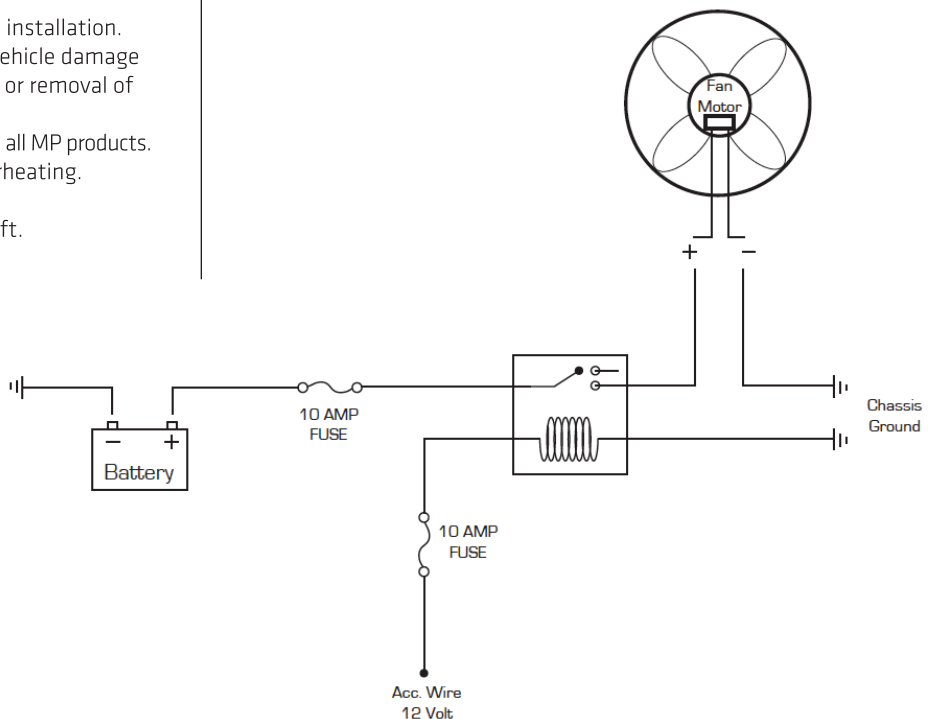 installation.
ehicle damage
or removal of
all MP products.
rheating.
ft.
Fan
Motor
+ −
10 AMP
FUSE
− +
Battery
Chassis
Ground
10 AMP
FUSE
Acc. Wire
12 Volt